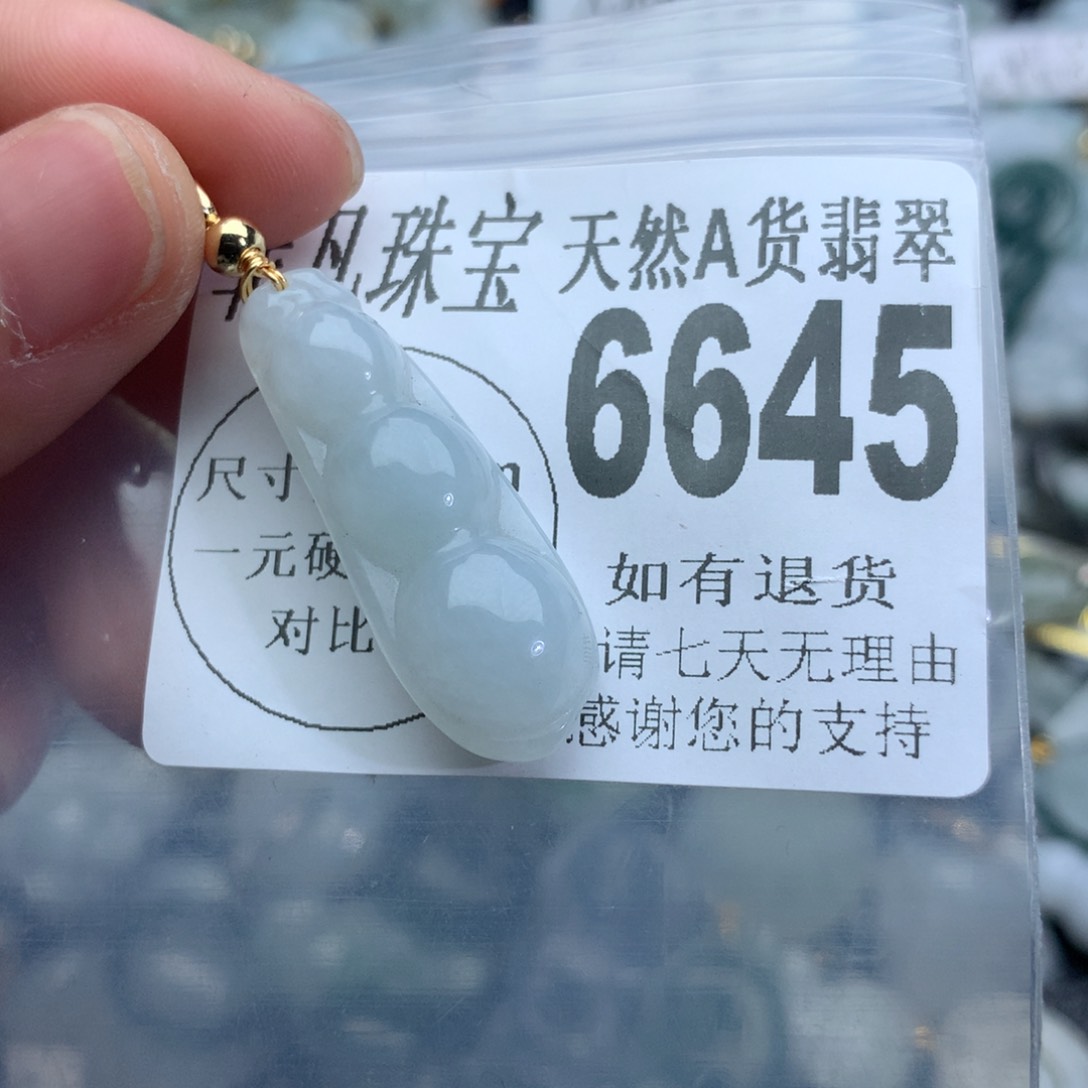 凡珠宝 天然A货翡翠
6645
尺寸
一元硬
对比
如有退货
请七天无理由
感谢您的支持